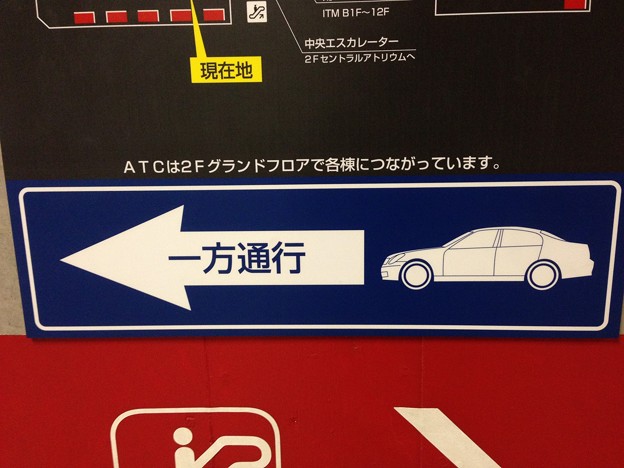 ITM B1F〜12F
中央エスカレーター
2Fセントラルアトリウムへ
現在地
ATCは2Fグランドフロアで各棟につながっています。
一方通行